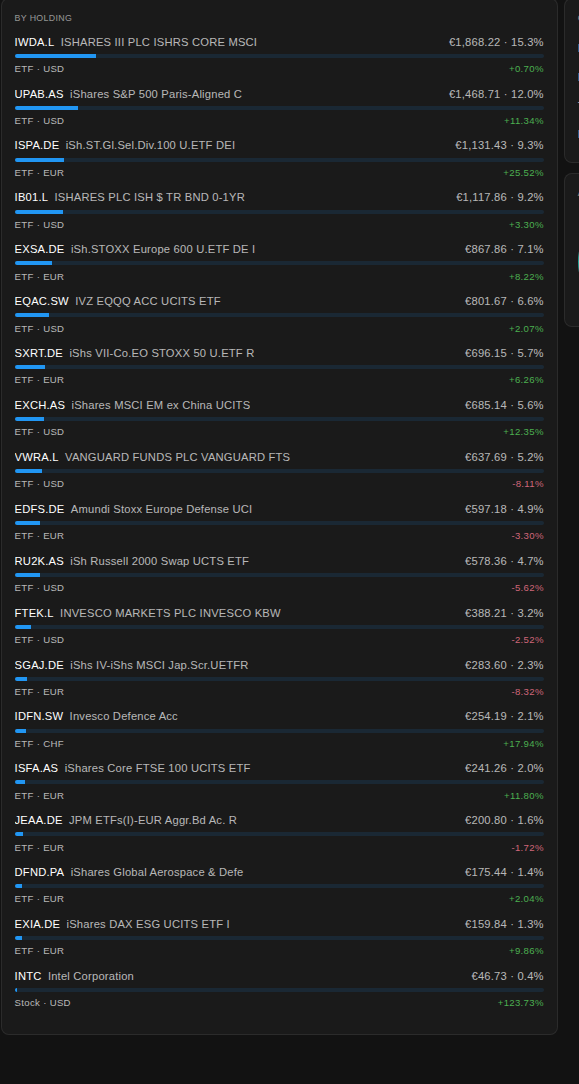 BY HOLDING
IWDA.L ISHARES III PLC ISHRS CORE MSCI €1,868.22 · 15.3%
ETF · USD +0.70%
UPAB.AS iShares S&P 500 Paris-Aligned C €1,468.71 · 12.0%
ETF · USD +11.34%
ISPA.DE iSh.ST.Gl.Sel.Div.100 U.ETF DEI €1,131.43 · 9.3%
ETF · EUR +25.52%
IB01.L ISHARES PLC ISH $ TR BND 0-1YR €1,117.86 · 9.2%
ETF · USD +3.30%
EXSA.DE iSh.STOXX Europe 600 U.ETF DE I €867.86 · 7.1%
ETF · EUR +8.22%
EQAC.SW IVZ EQQQ ACC UCITS ETF €801.67 · 6.6%
ETF · USD +2.07%
SXRT.DE iShs VII-Co.EO STOXX 50 U.ETF R €696.15 · 5.7%
ETF · EUR +6.26%
EXCH.AS iShares MSCI EM ex China UCITS €685.14 · 5.6%
ETF · USD +12.35%
VWRA.L VANGUARD FUNDS PLC VANGUARD FTS €637.69 · 5.2%
ETF · USD -8.11%
EDFS.DE Amundi Stoxx Europe Defense UCI €597.18 · 4.9%
ETF · EUR -3.30%
RU2K.AS iSh Russell 2000 Swap UCTS ETF €578.36 · 4.7%
ETF · USD -5.62%
FTEK.L INVESCO MARKETS PLC INVESCO KBW €388.21 · 3.2%
ETF · USD -2.52%
SGAJ.DE iShs IV-iShs MSCI Jap.Scr.UETFR €283.60 · 2.3%
ETF · EUR -8.32%
IDFN.SW Invesco Defence Acc €254.19 · 2.1%
ETF · CHF +17.94%
ISFA.AS iShares Core FTSE 100 UCITS ETF €241.26 · 2.0%
ETF · EUR +11.80%
JEAA.DE JPM ETFs(I)-EUR Aggr.Bd Ac. R €200.80 · 1.6%
ETF · EUR -1.72%
DFND.PA iShares Global Aerospace & Defe €175.44 · 1.4%
ETF · EUR +2.04%
EXIA.DE iShares DAX ESG UCITS ETF I €159.84 · 1.3%
ETF · EUR +9.86%
INTC Intel Corporation €46.73 · 0.4%
Stock · USD +123.73%